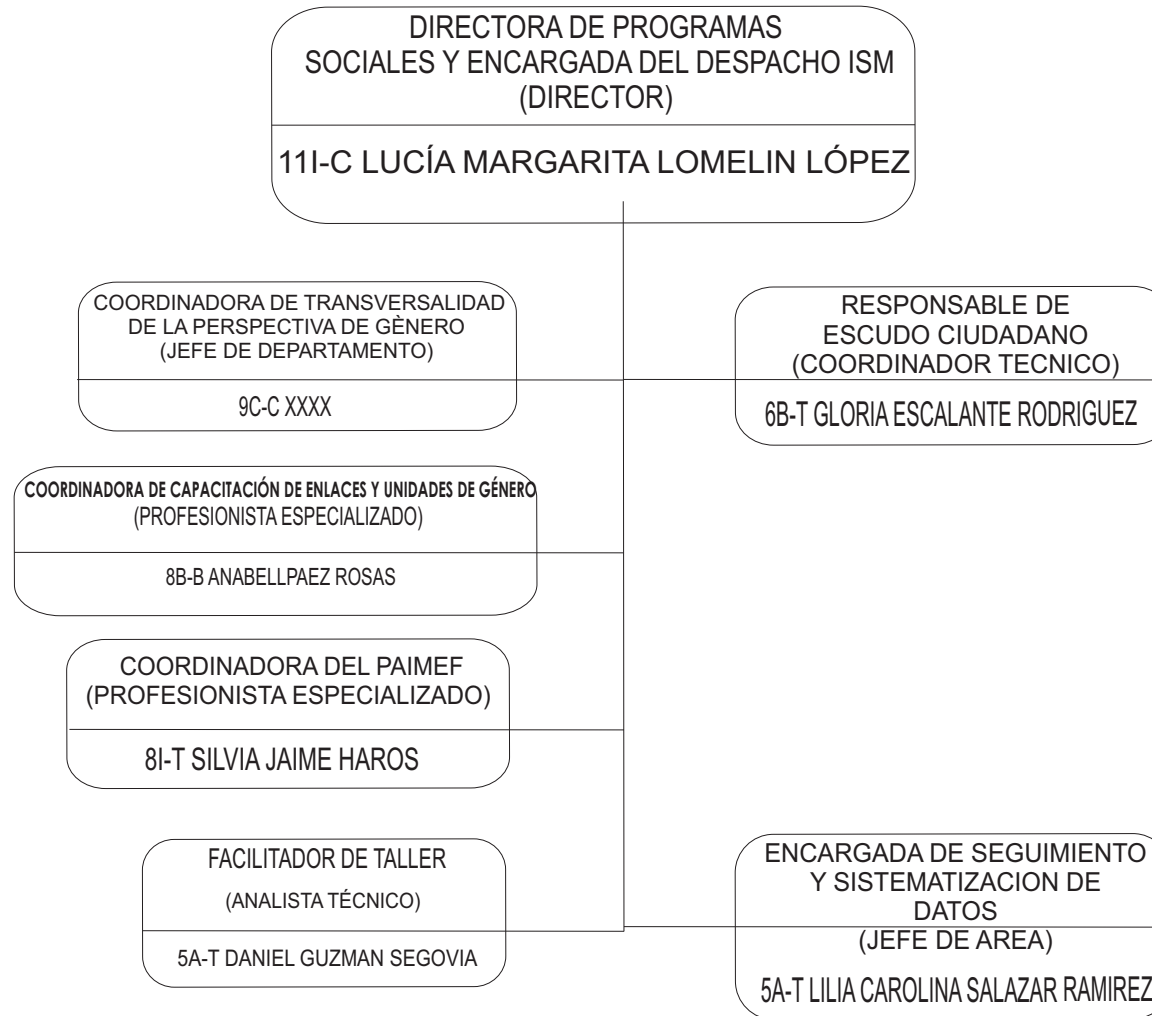 DIRECTORA DE PROGRAMAS
SOCIALES Y ENCARGADA DEL DESPACHO ISM
(DIRECTOR)
11I-C LUCÍA MARGARITA LOMELIN LÓPEZ
COORDINADORA DE TRANSVERSALIDAD
DE LA PERSPECTIVA DE GÈNERO
(JEFE DE DEPARTAMENTO)
9C-C XXXX
RESPONSABLE DE
ESCUDO CIUDADANO
(COORDINADOR TECNICO)
6B-T GLORIA ESCALANTE RODRIGUEZ
COORDINADORA DE CAPACITACIÓN DE ENLACES Y UNIDADES DE GÉNERO
(PROFESIONISTA ESPECIALIZADO)
8B-B ANABELLPAEZ ROSAS
COORDINADORA DEL PAIMEF
(PROFESIONISTA ESPECIALIZADO)
8I-T SILVIA JAIME HAROS
FACILITADOR DE TALLER
(ANALISTA TÉCNICO)
5A-T DANIEL GUZMAN SEGOVIA
ENCARGADA DE SEGUIMIENTO
Y SISTEMATIZACION DE
DATOS
(JEFE DE AREA)
5A-T LILIA CAROLINA SALAZAR RAMIREZ